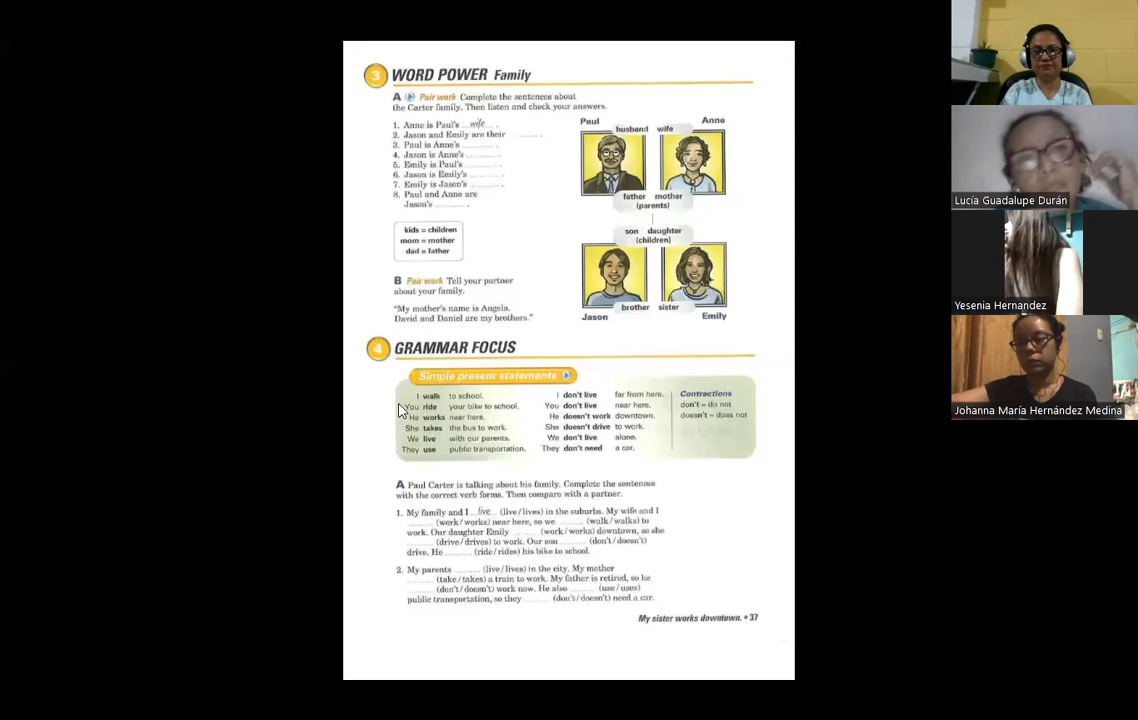 3 WORD POWER Family
A Pair work Complete the sentences about
the Carter family. Then listen and check your answers.
1. Anne is Paul's wife .
2. Jason and Emily are their .
3. Paul is Anne's .
4. Jason is Anne's .
5. Emily is Paul's .
6. Jason is Emily's .
7. Emily is Jason's .
8. Paul and Anne are
Jason's .
kids = children
mom = mother
dad = father
B Pair work Tell your partner
about your family.
"My mother's name is Angela.
David and Daniel are my brothers."
Paul
Anne
husband wife
father mother
(parents)
son daughter
(children)
brother sister
Jason
Emily
4 GRAMMAR FOCUS
Simple present statements
I walk to school.
You ride your bike to school.
He works near here.
She takes the bus to work.
We live with our parents.
They use public transportation.
I don't live far from here.
You don't live near here.
He doesn't work downtown.
She doesn't drive to work.
We don't live alone.
They don't need a car.
Contractions
don't = do not
doesn't = does not
A Paul Carter is talking about his family. Complete the sentences
with the correct verb forms. Then compare with a partner.
1. My family and I live (live / lives) in the suburbs. My wife and I
(work / works) near here, so we (walk / walks) to
work. Our daughter Emily (work / works) downtown, so she
(drive / drives) to work. Our son (don't / doesn't)
drive. He (ride / rides) his bike to school.
2. My parents (live / lives) in the city. My mother
(take / takes) a train to work. My father is retired, so he
(don't / doesn't) work now. He also (use / uses)
public transportation, so they (don't / doesn't) need a car.
My sister works downtown. • 37
Lucía Guadalupe Durán
Yesenia Hernandez
Johanna María Hernández Medina